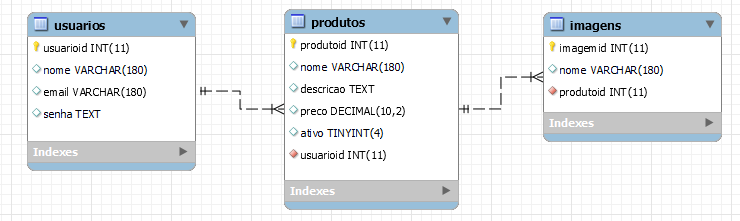 usuarios
usuarioid INT(11)
nome VARCHAR(180)
email VARCHAR(180)
senha TEXT
Indexes
produtos
produtoid INT(11)
nome VARCHAR(180)
descricao TEXT
preco DECIMAL(10,2)
ativo TINYINT(4)
usuarioid INT(11)
Indexes
imagens
imagemid INT(11)
nome VARCHAR(180)
produtoid INT(11)
Indexes